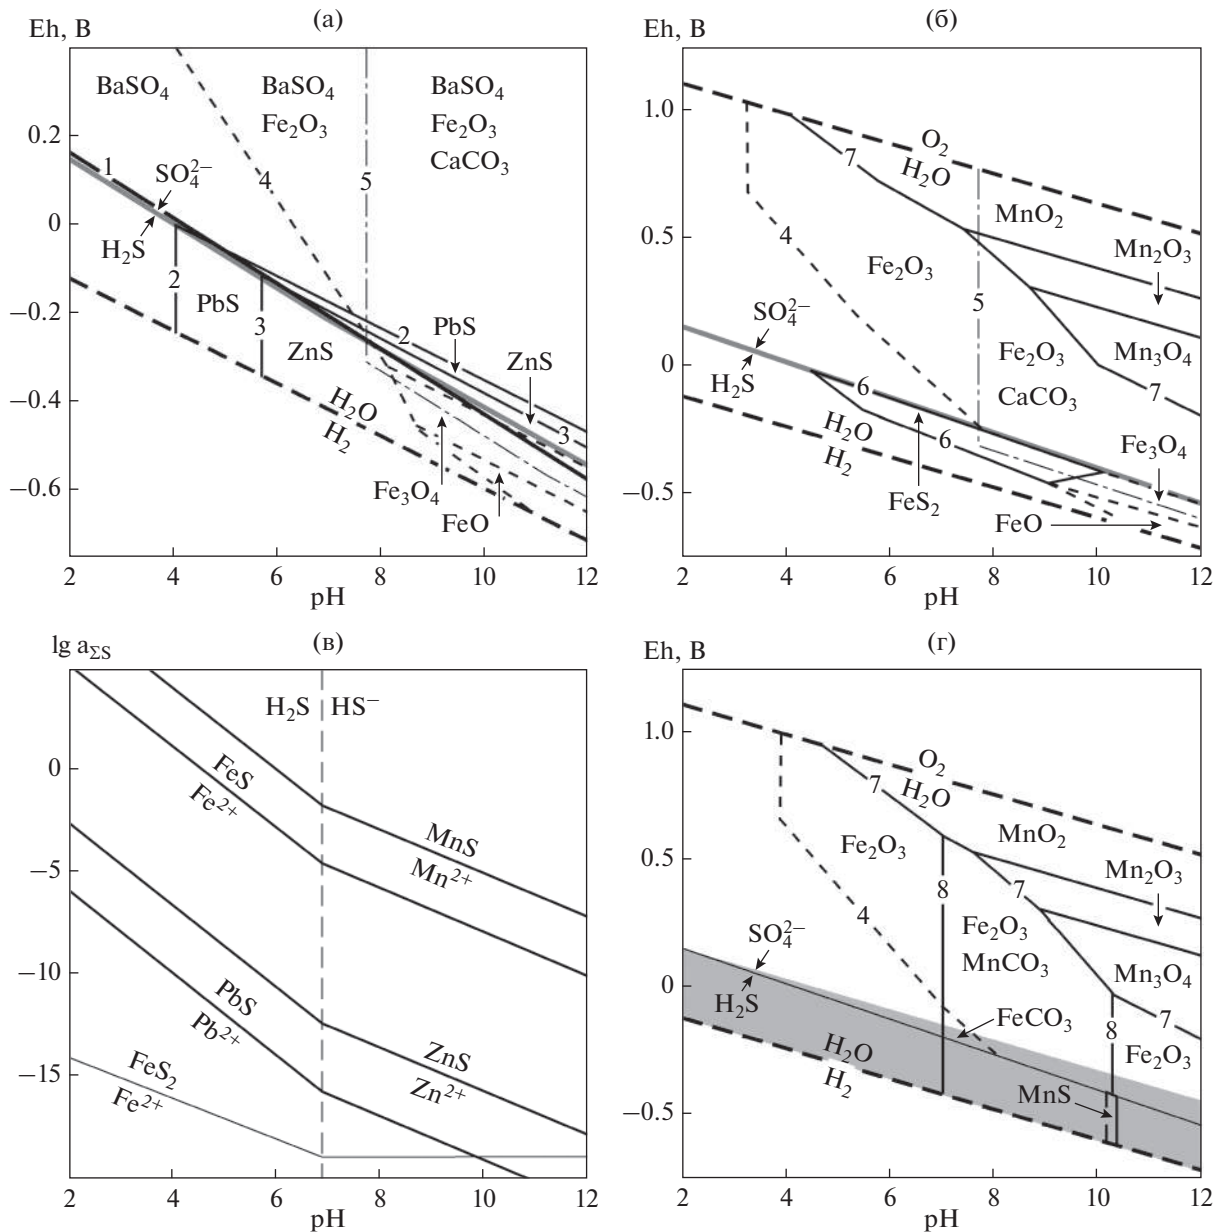 (а)
Eh, В
BaSO₄
BaSO₄
Fe₂O₃
BaSO₄
Fe₂O₃
CaCO₃
0.2
1
SO₄²⁻
4
5
0
H₂S
2
PbS
3
ZnS
2
PbS
ZnS
3
−0.2
−0.4
H₂O
H₂
Fe₃O₄
FeO
−0.6
2
4
6
8
10
12
pH
(б)
Eh, В
1.0
O₂
H₂O
7
MnO₂
Mn₂O₃
0.5
4
Fe₂O₃
5
SO₄²⁻
H₂S
Fe₂O₃
CaCO₃
Mn₃O₄
7
0
6
6
H₂O
H₂
FeS₂
Fe₃O₄
FeO
−0.5
2
4
6
8
10
12
pH
(в)
lg a_ΣS
H₂S
HS⁻
0
FeS
Fe²⁺
MnS
Mn²⁺
−5
−10
PbS
Pb²⁺
ZnS
Zn²⁺
FeS₂
Fe²⁺
−15
2
4
6
8
10
12
pH
(г)
Eh, В
1.0
O₂
H₂O
7
MnO₂
Mn₂O₃
Fe₂O₃
0.5
8
7
4
Fe₂O₃
MnCO₃
SO₄²⁻
H₂S
Mn₃O₄
0
FeCO₃
8
7
Fe₂O₃
H₂O
H₂
MnS
−0.5
2
4
6
8
10
12
pH